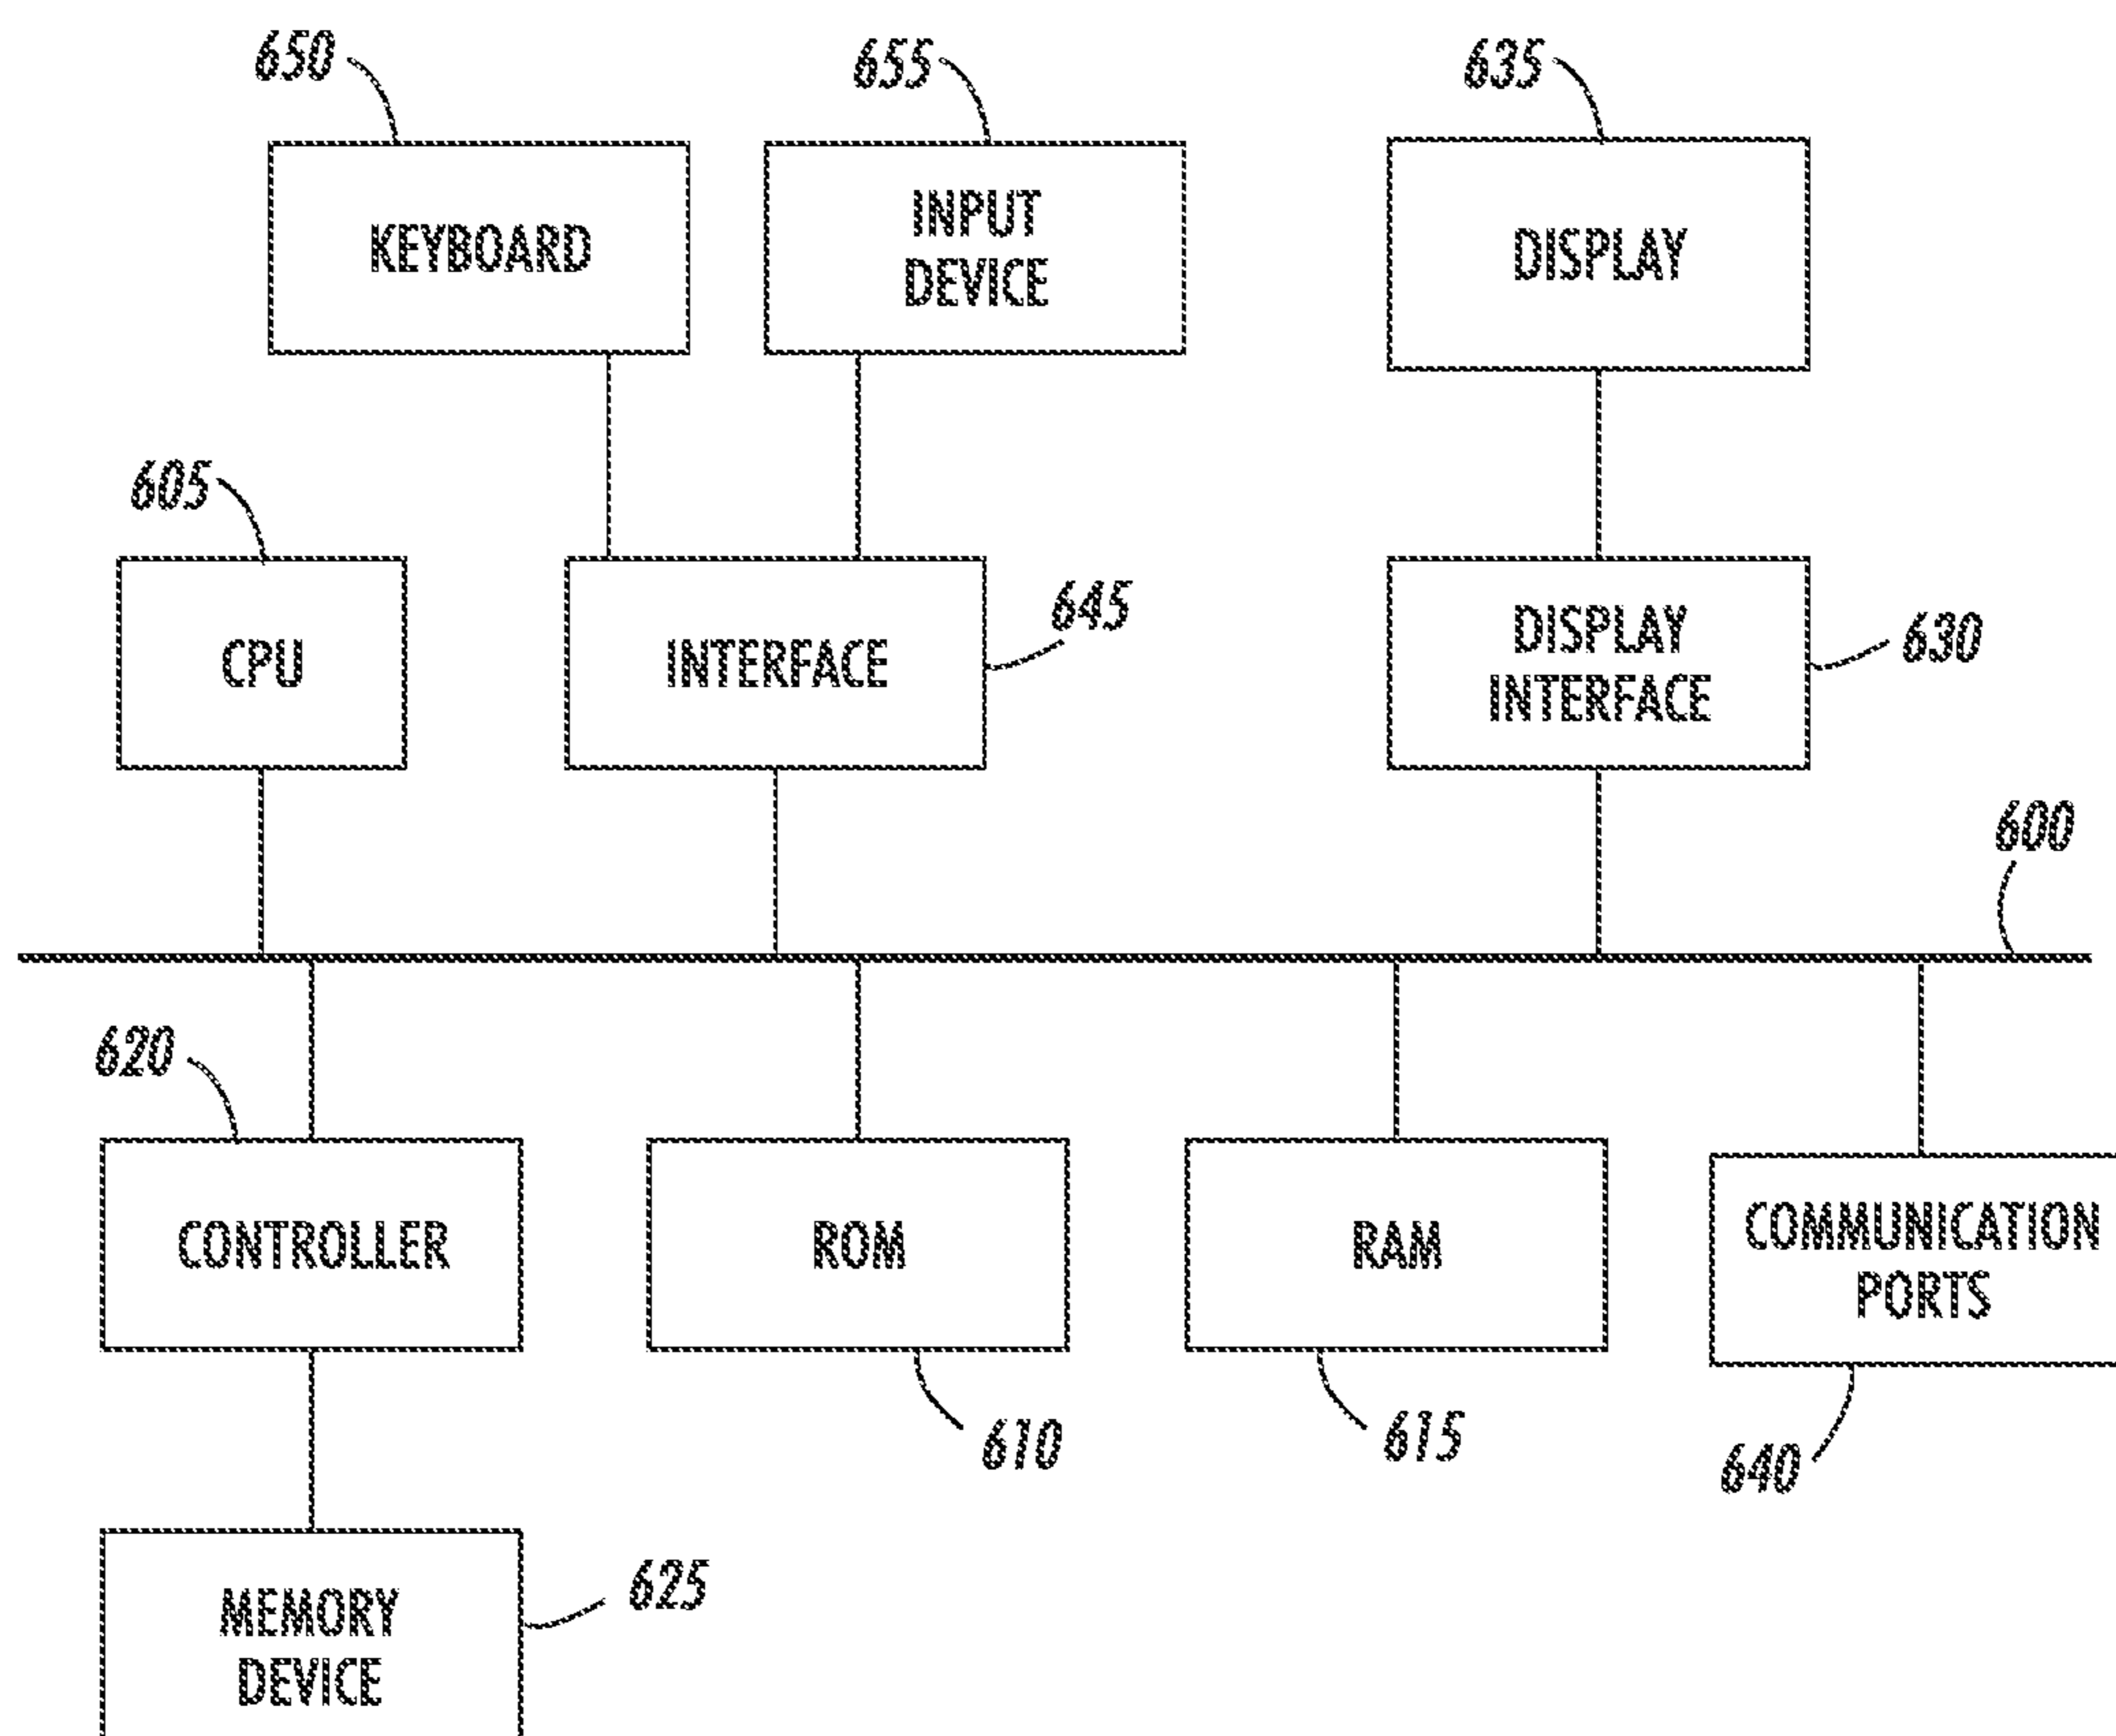 650
655
635
KEYBOARD
INPUT
DEVICE
DISPLAY
605
CPU
INTERFACE
645
DISPLAY
INTERFACE
630
600
620
CONTROLLER
ROM
RAM
COMMUNICATION
PORTS
610
615
640
MEMORY
DEVICE
625